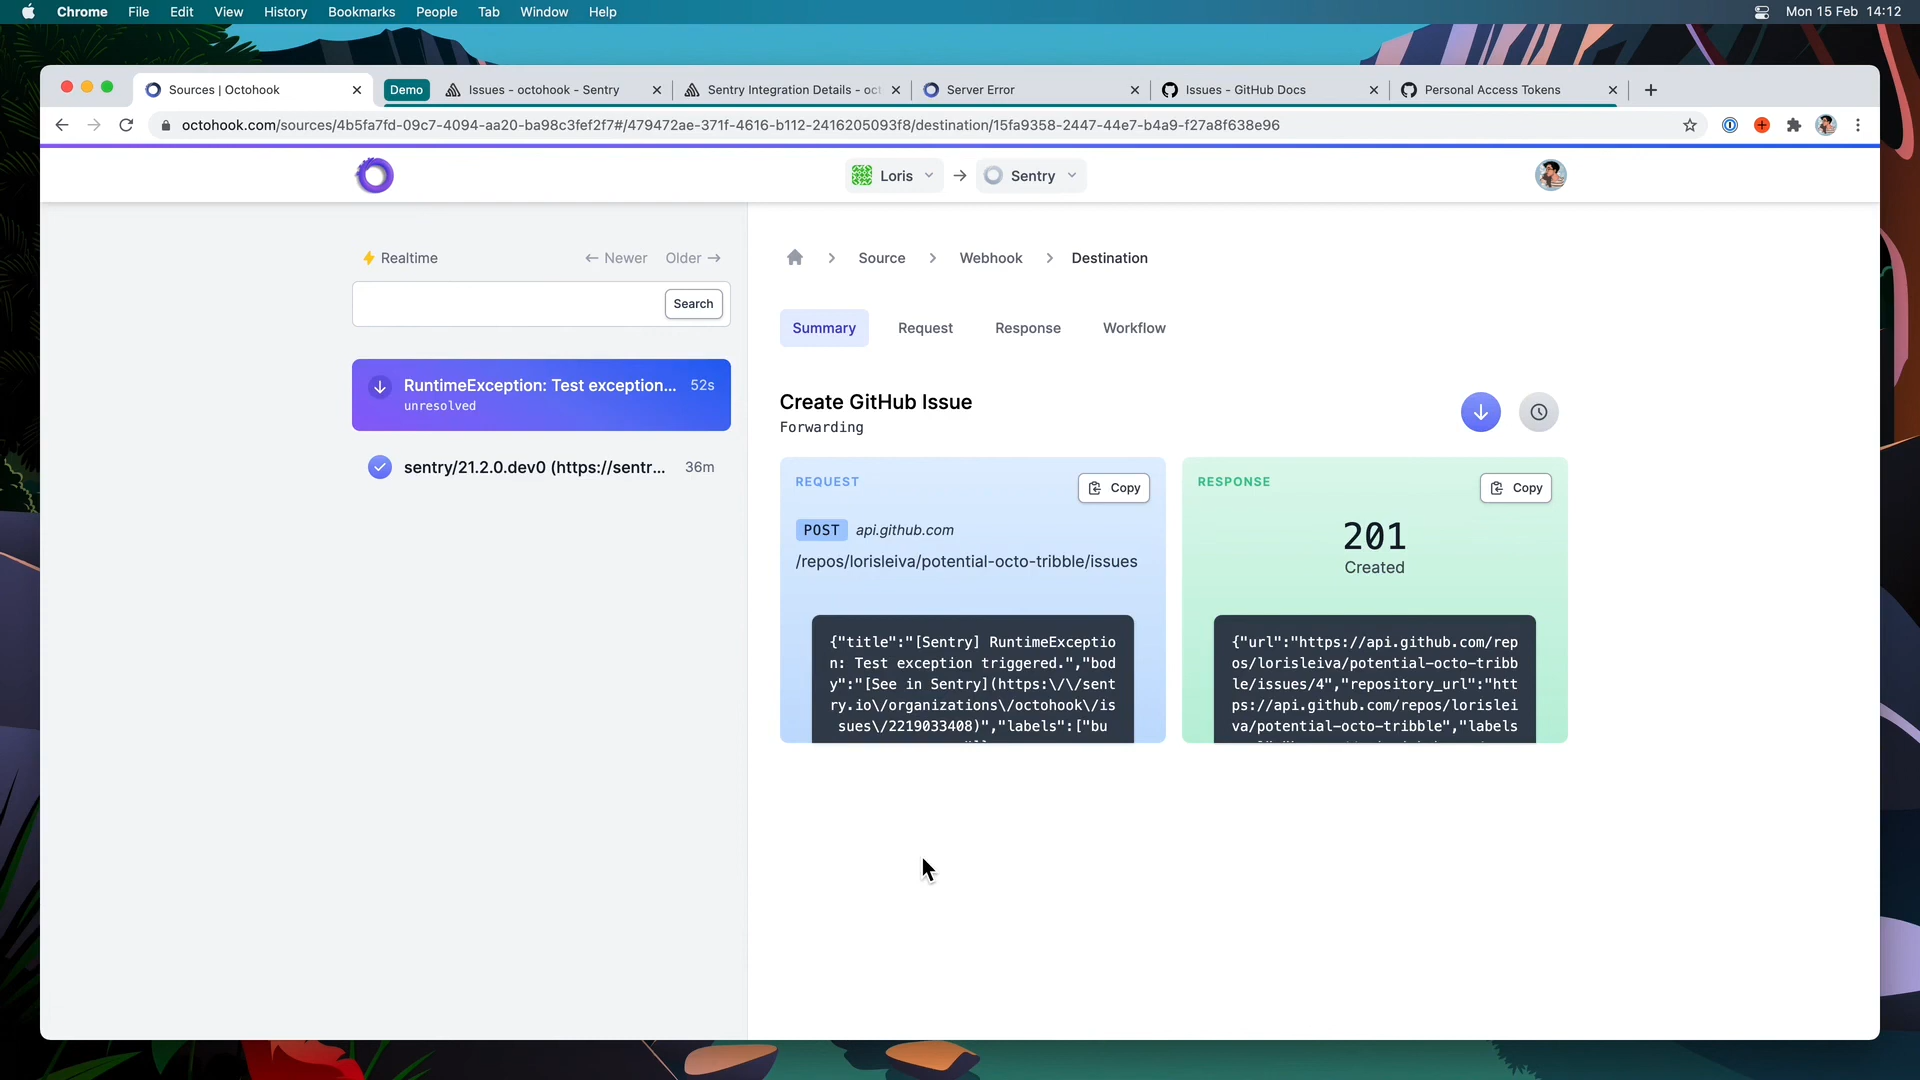 Chrome File Edit View History Bookmarks People Tab Window Help Mon 15 Feb 14:12
Sources | Octohook Demo Issues - octohook - Sentry Sentry Integration Details - oct Server Error Issues - GitHub Docs Personal Access Tokens
octohook.com/sources/4b5fa7fd-09c7-4094-aa20-ba98c3fef2f7#/479472ae-371f-4616-b112-2416205093f8/destination/15fa9358-2447-44e7-b4a9-f27a8f638e96
Loris → Sentry
Realtime ← Newer Older →
Search
RuntimeException: Test exception... 52s
unresolved
sentry/21.2.0.dev0 (https://sentr... 36m
Source Webhook Destination
Summary Request Response Workflow
Create GitHub Issue
Forwarding
REQUEST Copy
POST api.github.com
/repos/lorisleiva/potential-octo-tribble/issues
{"title":"[Sentry] RuntimeExceptio
n: Test exception triggered.","bod
y":"[See in Sentry](https:\/\/sent
ry.io\/organizations\/octohook\/is
sues\/2219033408)","labels":["bu
RESPONSE Copy
201
Created
{"url":"https://api.github.com/rep
os/lorisleiva/potential-octo-tribb
le/issues/4","repository_url":"htt
ps://api.github.com/repos/lorislei
va/potential-octo-tribble","labels